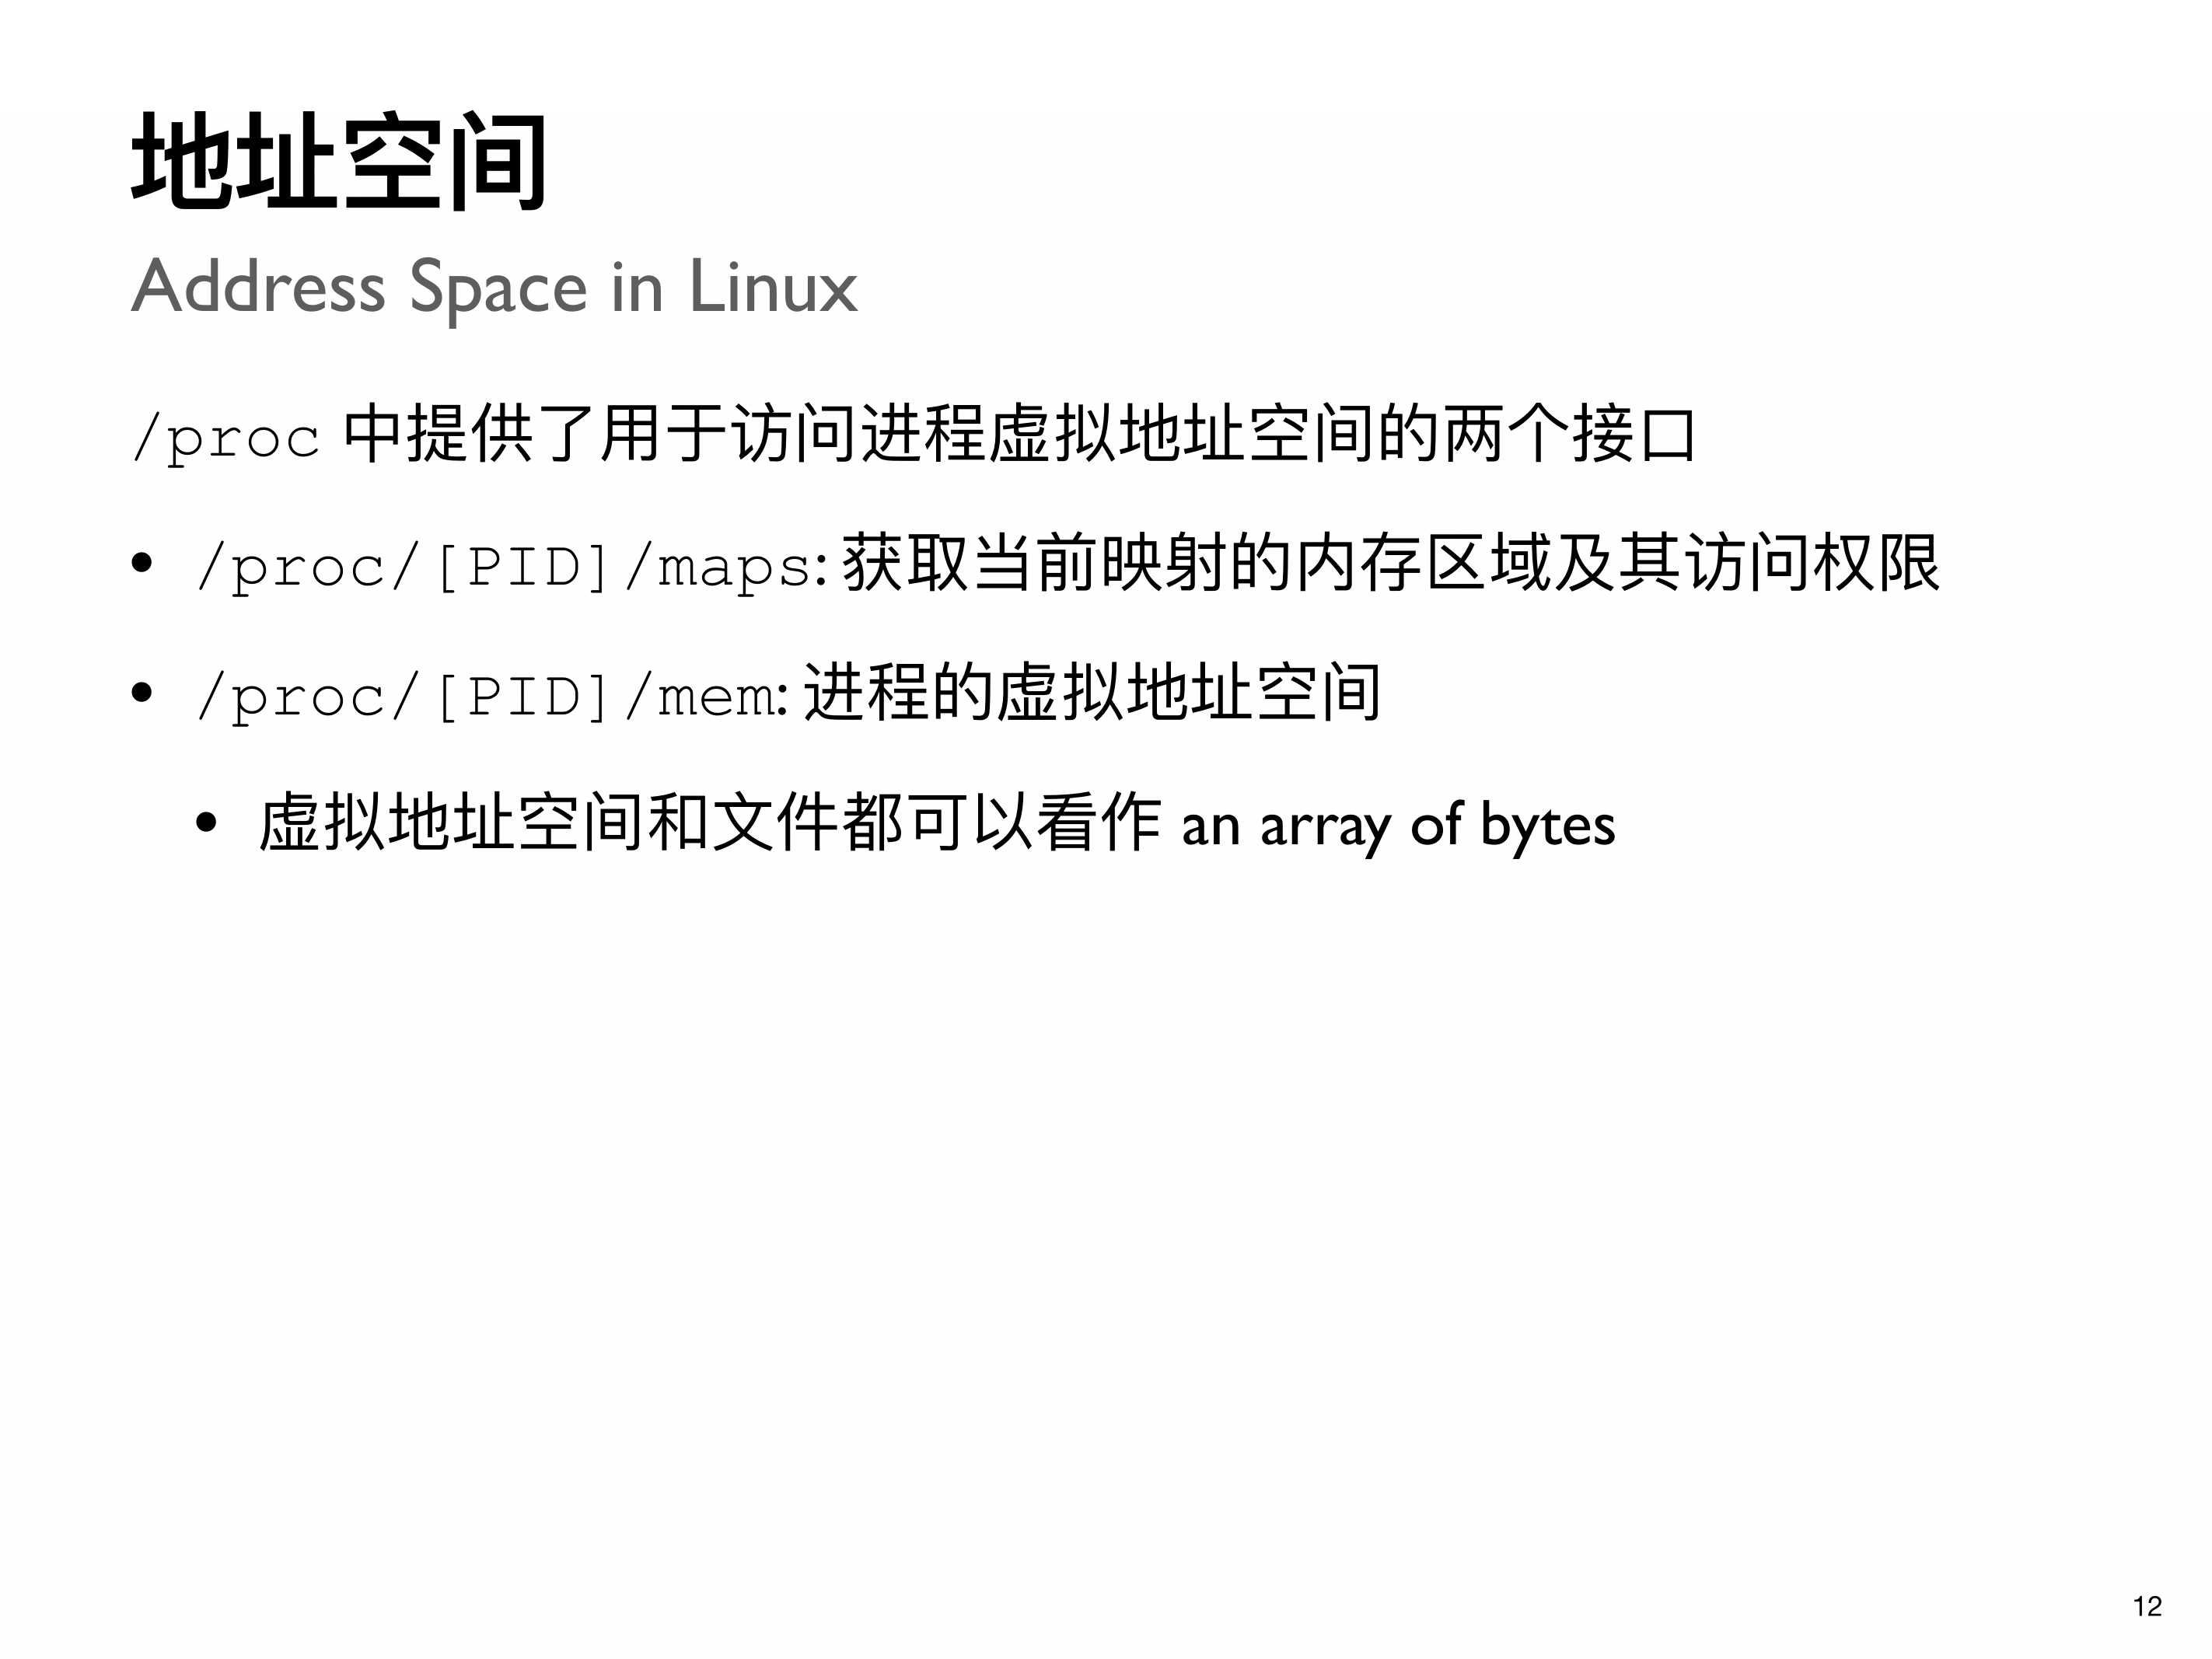 地址空间
Address Space in Linux
/proc 中提供了用于访问进程虚拟地址空间的两个接口
• /proc/[PID]/maps: 获取当前映射的内存区域及其访问权限
• /proc/[PID]/mem: 进程的虚拟地址空间
• 虚拟地址空间和文件都可以看作 an array of bytes
12